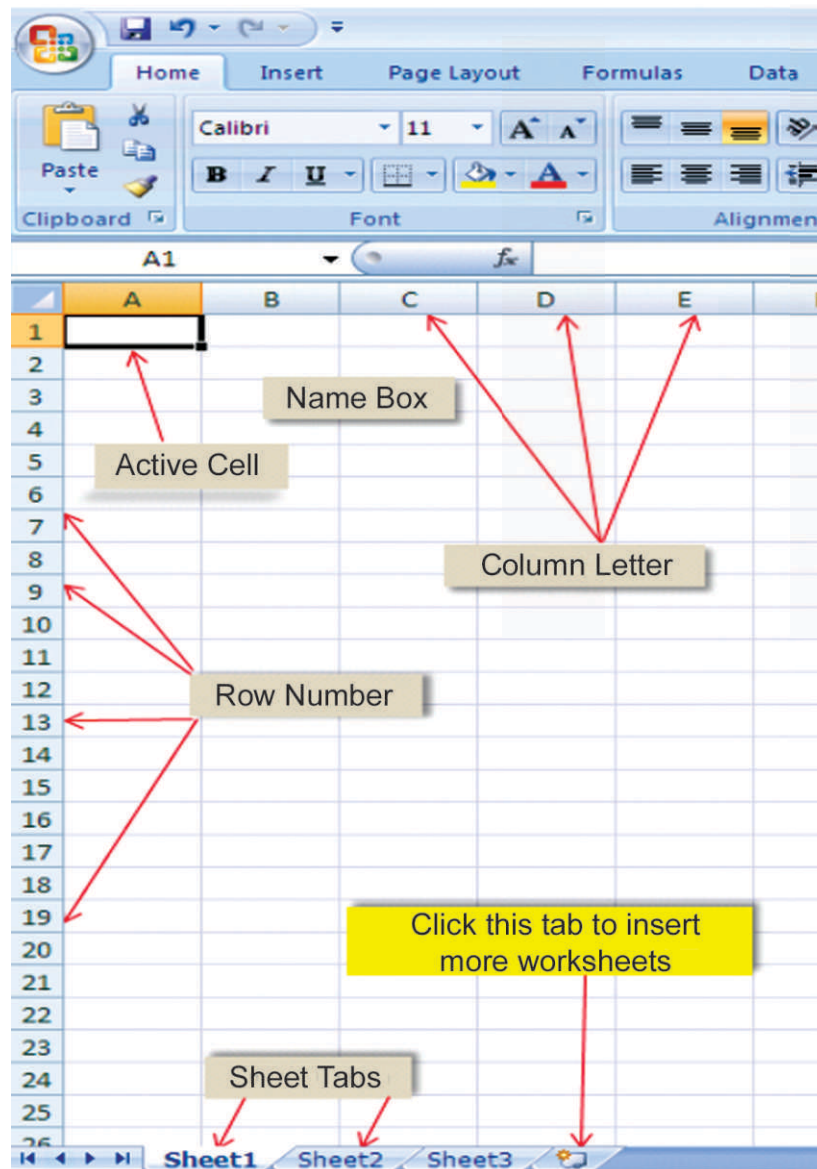 Home Insert Page Layout Formulas Data
Calibri 11 A A
Paste
B I U A
Clipboard Font Alignmen
A1 fx
A B C D E
1
2
3 Name Box
4
5 Active Cell
6
7
8 Column Letter
9
10
11
12 Row Number
13
14
15
16
17
18
19 Click this tab to insert
20 more worksheets
21
22
23
24 Sheet Tabs
25
26
Sheet1 Sheet2 Sheet3